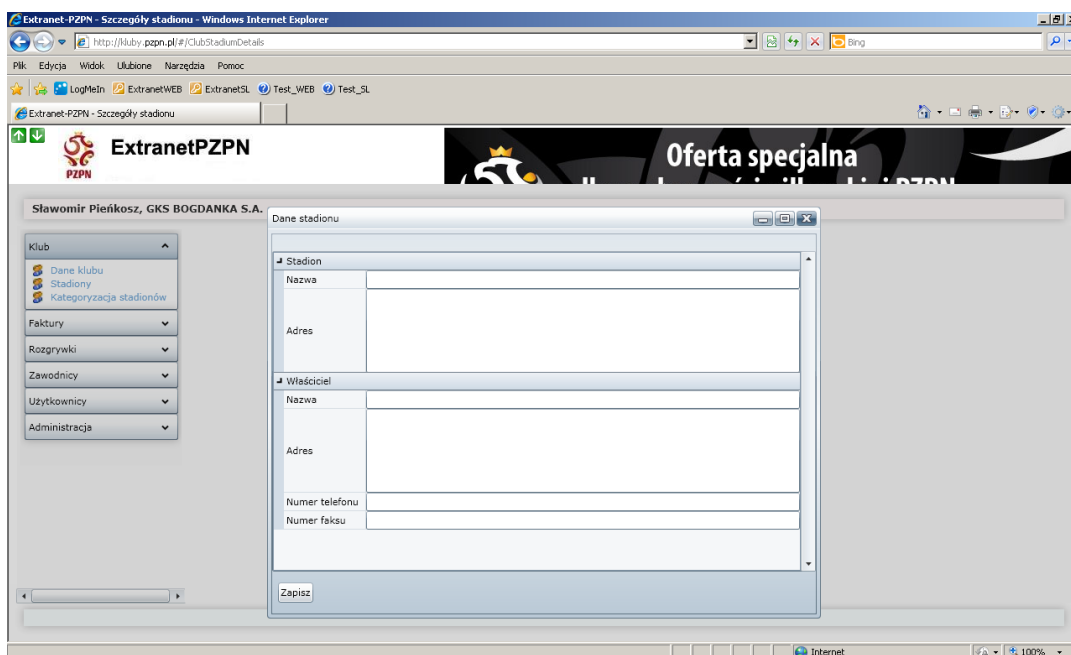 Extranet-PZPN - Szczegóły stadionu - Windows Internet Explorer
http://kluby.pzpn.pl/#/ClubStadiumDetails
Bing
Plik Edycja Widok Ulubione Narzędzia Pomoc
LogMeIn ExtranetWEB ExtranetSL Test_WEB Test_SL
Extranet-PZPN - Szczegóły stadionu
PZPN
ExtranetPZPN
Oferta specjalna
Sławomir Pieńkosz, GKS BOGDANKA S.A.
Klub
Dane klubu
Stadiony
Kategoryzacja stadionów
Faktury
Rozgrywki
Zawodnicy
Użytkownicy
Administracja
Dane stadionu
Stadion
Nazwa
Adres
Właściciel
Nazwa
Adres
Numer telefonu
Numer faksu
Zapisz
Internet
100%